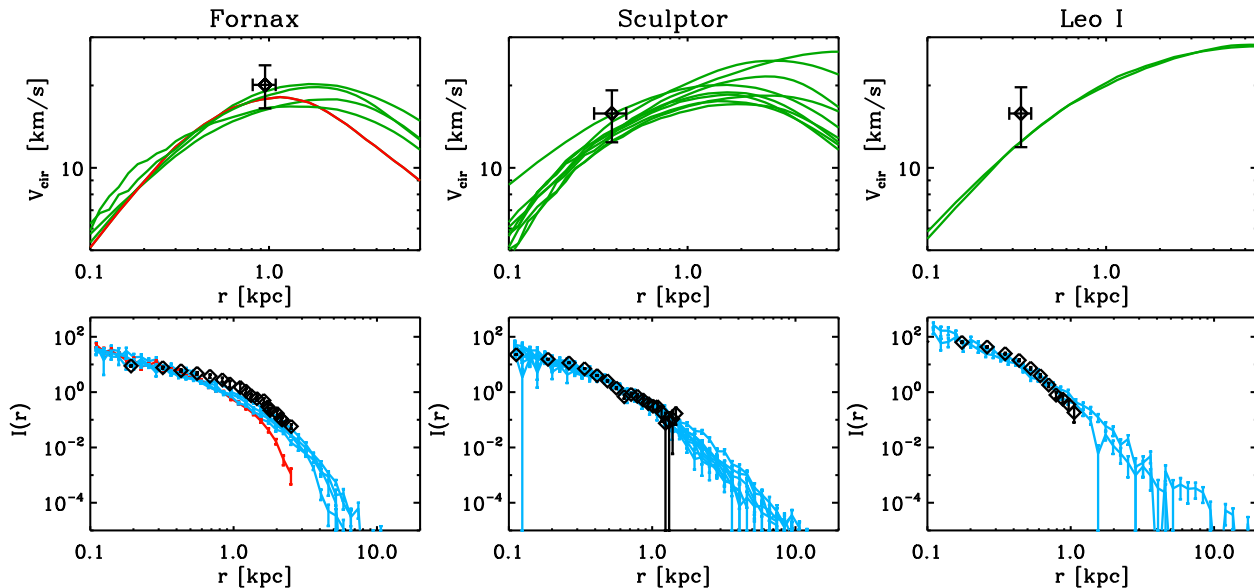 Fornax
Sculptor
Leo I
V_cir [km/s]
10
0.1 1.0
r [kpc]
V_cir [km/s]
10
0.1 1.0
r [kpc]
V_cir [km/s]
10
0.1 1.0
r [kpc]
I(r)
10^2
10^0
10^-2
10^-4
0.1 1.0 10.0
r [kpc]
I(r)
10^2
10^0
10^-2
10^-4
0.1 1.0 10.0
r [kpc]
I(r)
10^2
10^0
10^-2
10^-4
0.1 1.0 10.0
r [kpc]